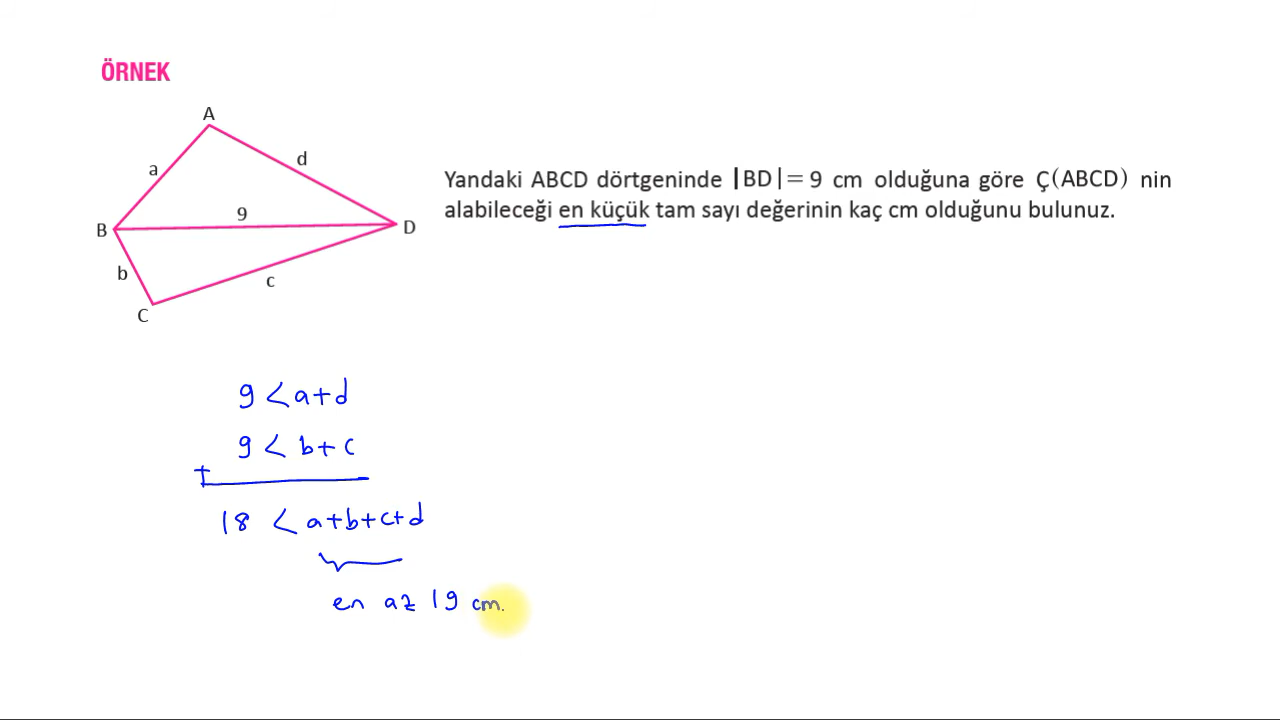 ÖRNEK
A
a
d
9
B
D
b
c
C
Yandaki ABCD dörtgeninde |BD|= 9 cm olduğuna göre Ç(ABCD) nin
alabileceği en küçük tam sayı değerinin kaç cm olduğunu bulunuz.
9 < a+d
9 < b+c
+
18 < a+b+c+d
en az 19 cm.